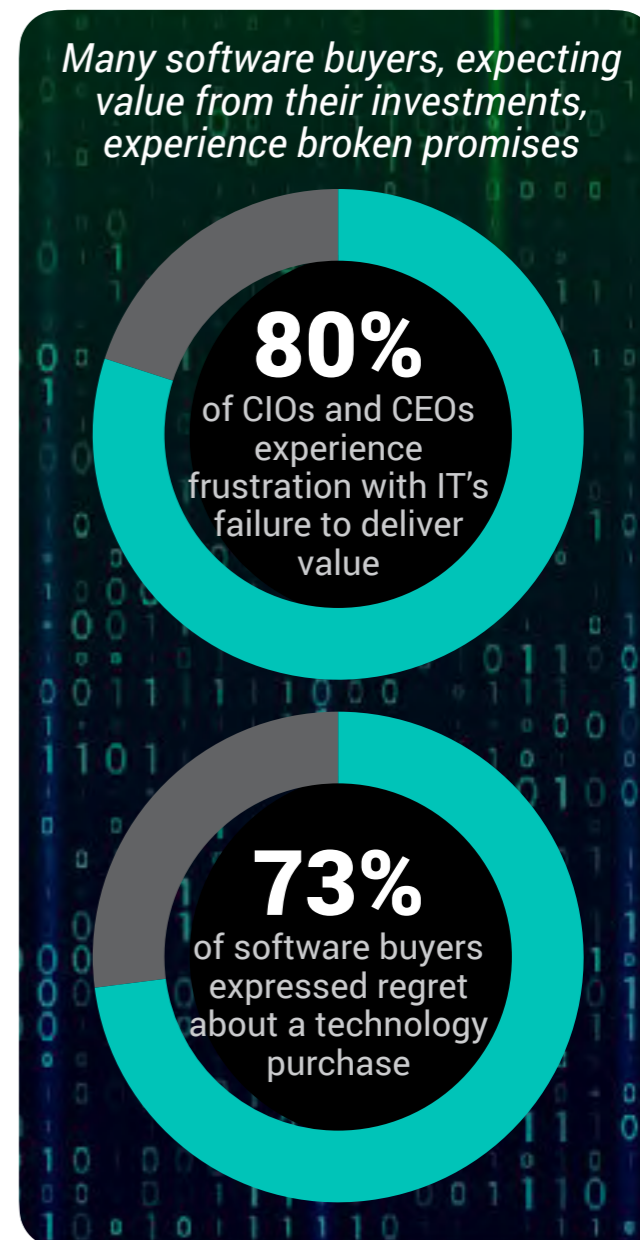 Many software buyers, expecting
value from their investments,
experience broken promises
80%
of CIOs and CEOs
experience
frustration with IT’s
failure to deliver
value
73%
of software buyers
expressed regret
about a technology
purchase